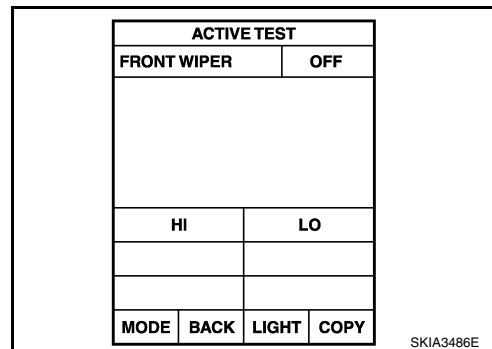 ACTIVE TEST
FRONT WIPER OFF
HI LO
MODE BACK LIGHT COPY
SKIA3486E